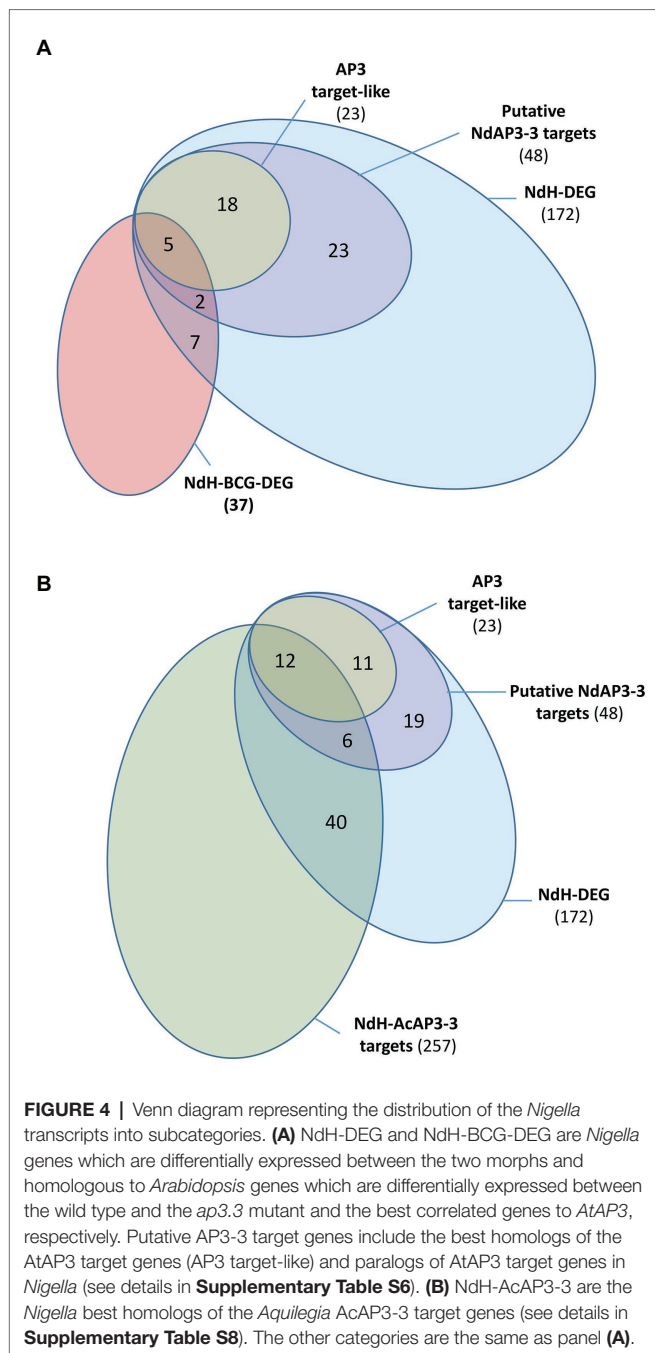 A
AP3
target-like
(23)
Putative
NdAP3-3 targets
(48)
NdH-DEG
(172)
18
5
23
2
7
NdH-BCG-DEG
(37)
B
AP3
target-like
(23)
12
11
Putative NdAP3-3
targets (48)
19
6
40
NdH-DEG
(172)
NdH-AcAP3-3
targets (257)
FIGURE 4 | Venn diagram representing the distribution of the Nigella
transcripts into subcategories. (A) NdH-DEG and NdH-BCG-DEG are Nigella
genes which are differentially expressed between the two morphs and
homologous to Arabidopsis genes which are differentially expressed between
the wild type and the ap3.3 mutant and the best correlated genes to AtAP3,
respectively. Putative AP3-3 target genes include the best homologs of the
AtAP3 target genes (AP3 target-like) and paralogs of AtAP3 target genes in
Nigella (see details in Supplementary Table S6). (B) NdH-AcAP3-3 are the
Nigella best homologs of the Aquilegia AcAP3-3 target genes (see details in
Supplementary Table S8). The other categories are the same as panel (A).